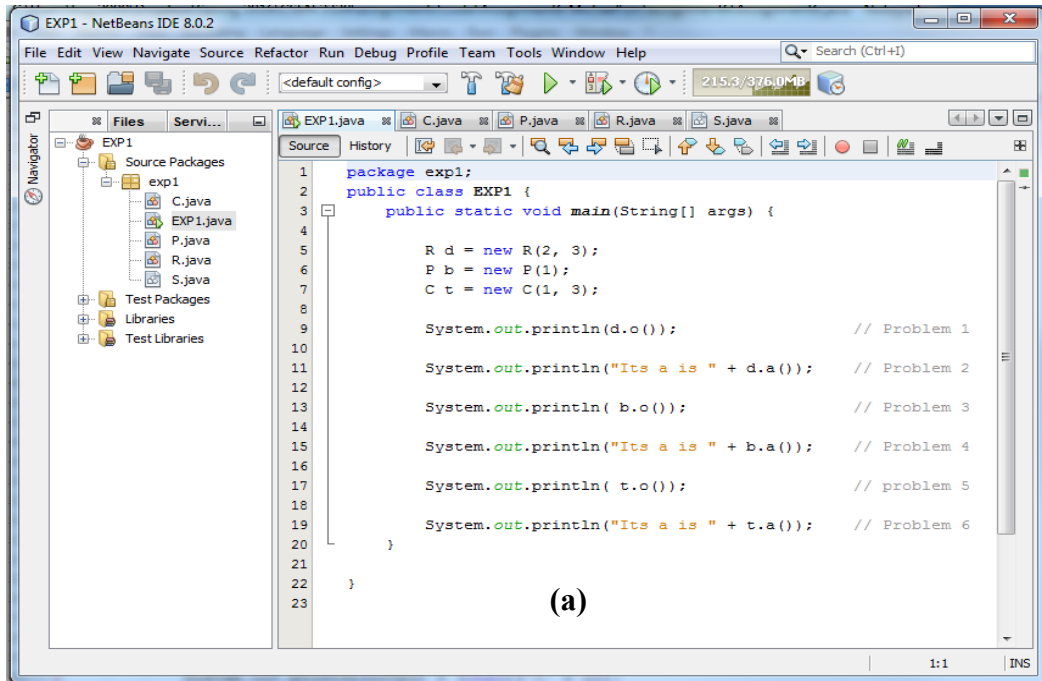 EXP1 - NetBeans IDE 8.0.2
File Edit View Navigate Source Refactor Run Debug Profile Team Tools Window Help
Search (Ctrl+I)
<default config>
215.3/376.0MB
Navigator
Files Servi...
EXP1
Source Packages
exp1
C.java
EXP1.java
P.java
R.java
S.java
Test Packages
Libraries
Test Libraries
EXP1.java C.java P.java R.java S.java
Source History
1 package exp1;
2 public class EXP1 {
3 public static void main(String[] args) {
4
5 R d = new R(2, 3);
6 P b = new P(1);
7 C t = new C(1, 3);
8
9 System.out.println(d.o()); // Problem 1
10
11 System.out.println("Its a is " + d.a()); // Problem 2
12
13 System.out.println( b.o()); // Problem 3
14
15 System.out.println("Its a is " + b.a()); // Problem 4
16
17 System.out.println( t.o()); // problem 5
18
19 System.out.println("Its a is " + t.a()); // Problem 6
20 }
21
22 }
23
(a)
1:1 INS